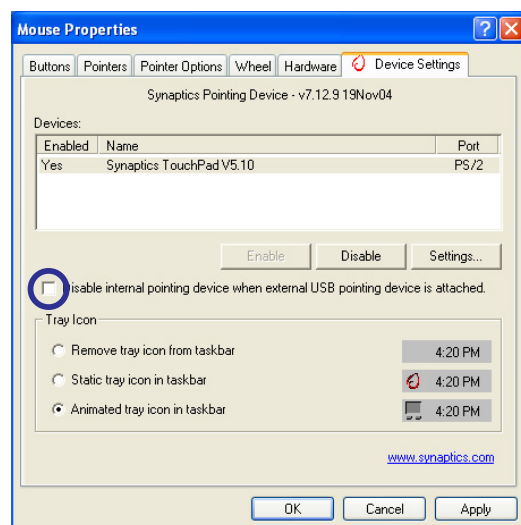 Mouse Properties
Buttons Pointers Pointer Options Wheel Hardware Device Settings
Synaptics Pointing Device - v7.12.9 19Nov04
Devices:
Enabled Name Port
Yes Synaptics TouchPad V5.10 PS/2
Enable Disable Settings...
Disable internal pointing device when external USB pointing device is attached.
Tray Icon
Remove tray icon from taskbar 4:20 PM
Static tray icon in taskbar 4:20 PM
Animated tray icon in taskbar 4:20 PM
www.synaptics.com
OK Cancel Apply